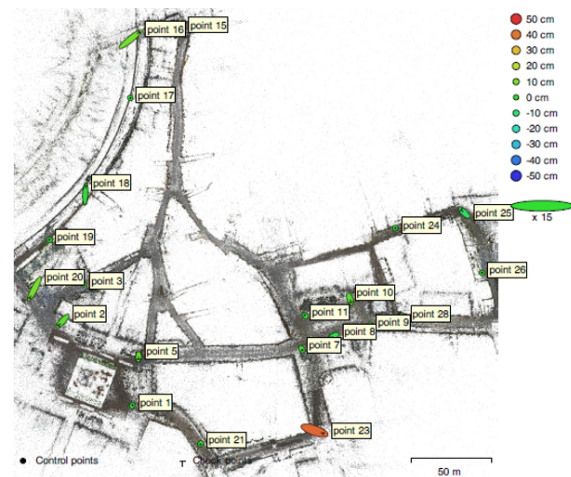 point 16
point 15
point 17
point 18
point 19
point 20
point 3
point 2
point 5
point 1
point 21
point 23
point 7
point 8
point 9
point 28
point 11
point 10
point 24
point 25
point 26
50 cm
40 cm
30 cm
20 cm
10 cm
0 cm
-10 cm
-20 cm
-30 cm
-40 cm
-50 cm
x 15
Control points
Check points
50 m